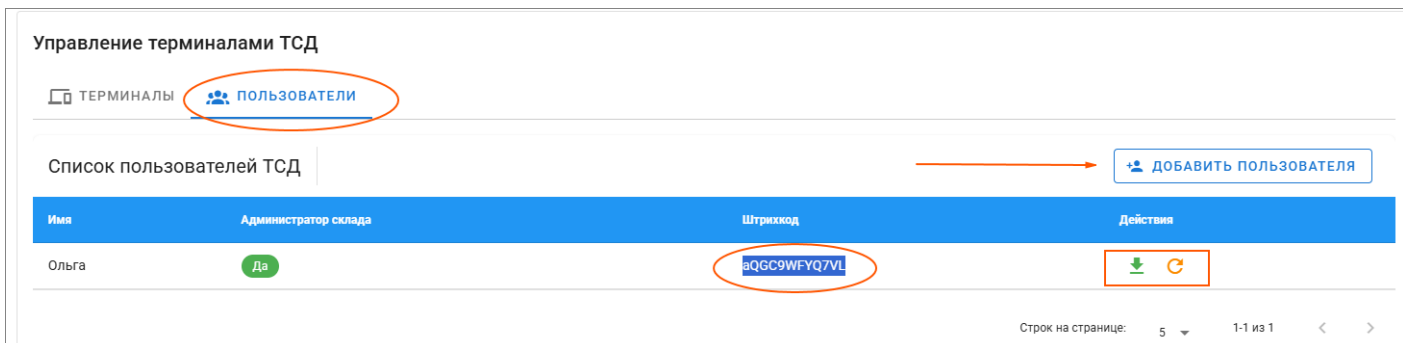 Управление терминалами ТСД
ТЕРМИНАЛЫ ПОЛЬЗОВАТЕЛИ
Список пользователей ТСД ДОБАВИТЬ ПОЛЬЗОВАТЕЛЯ
Имя Администратор склада Штрихкод Действия
Ольга Да aQGC9WFYQ7VL
Строк на странице: 5 1-1 из 1